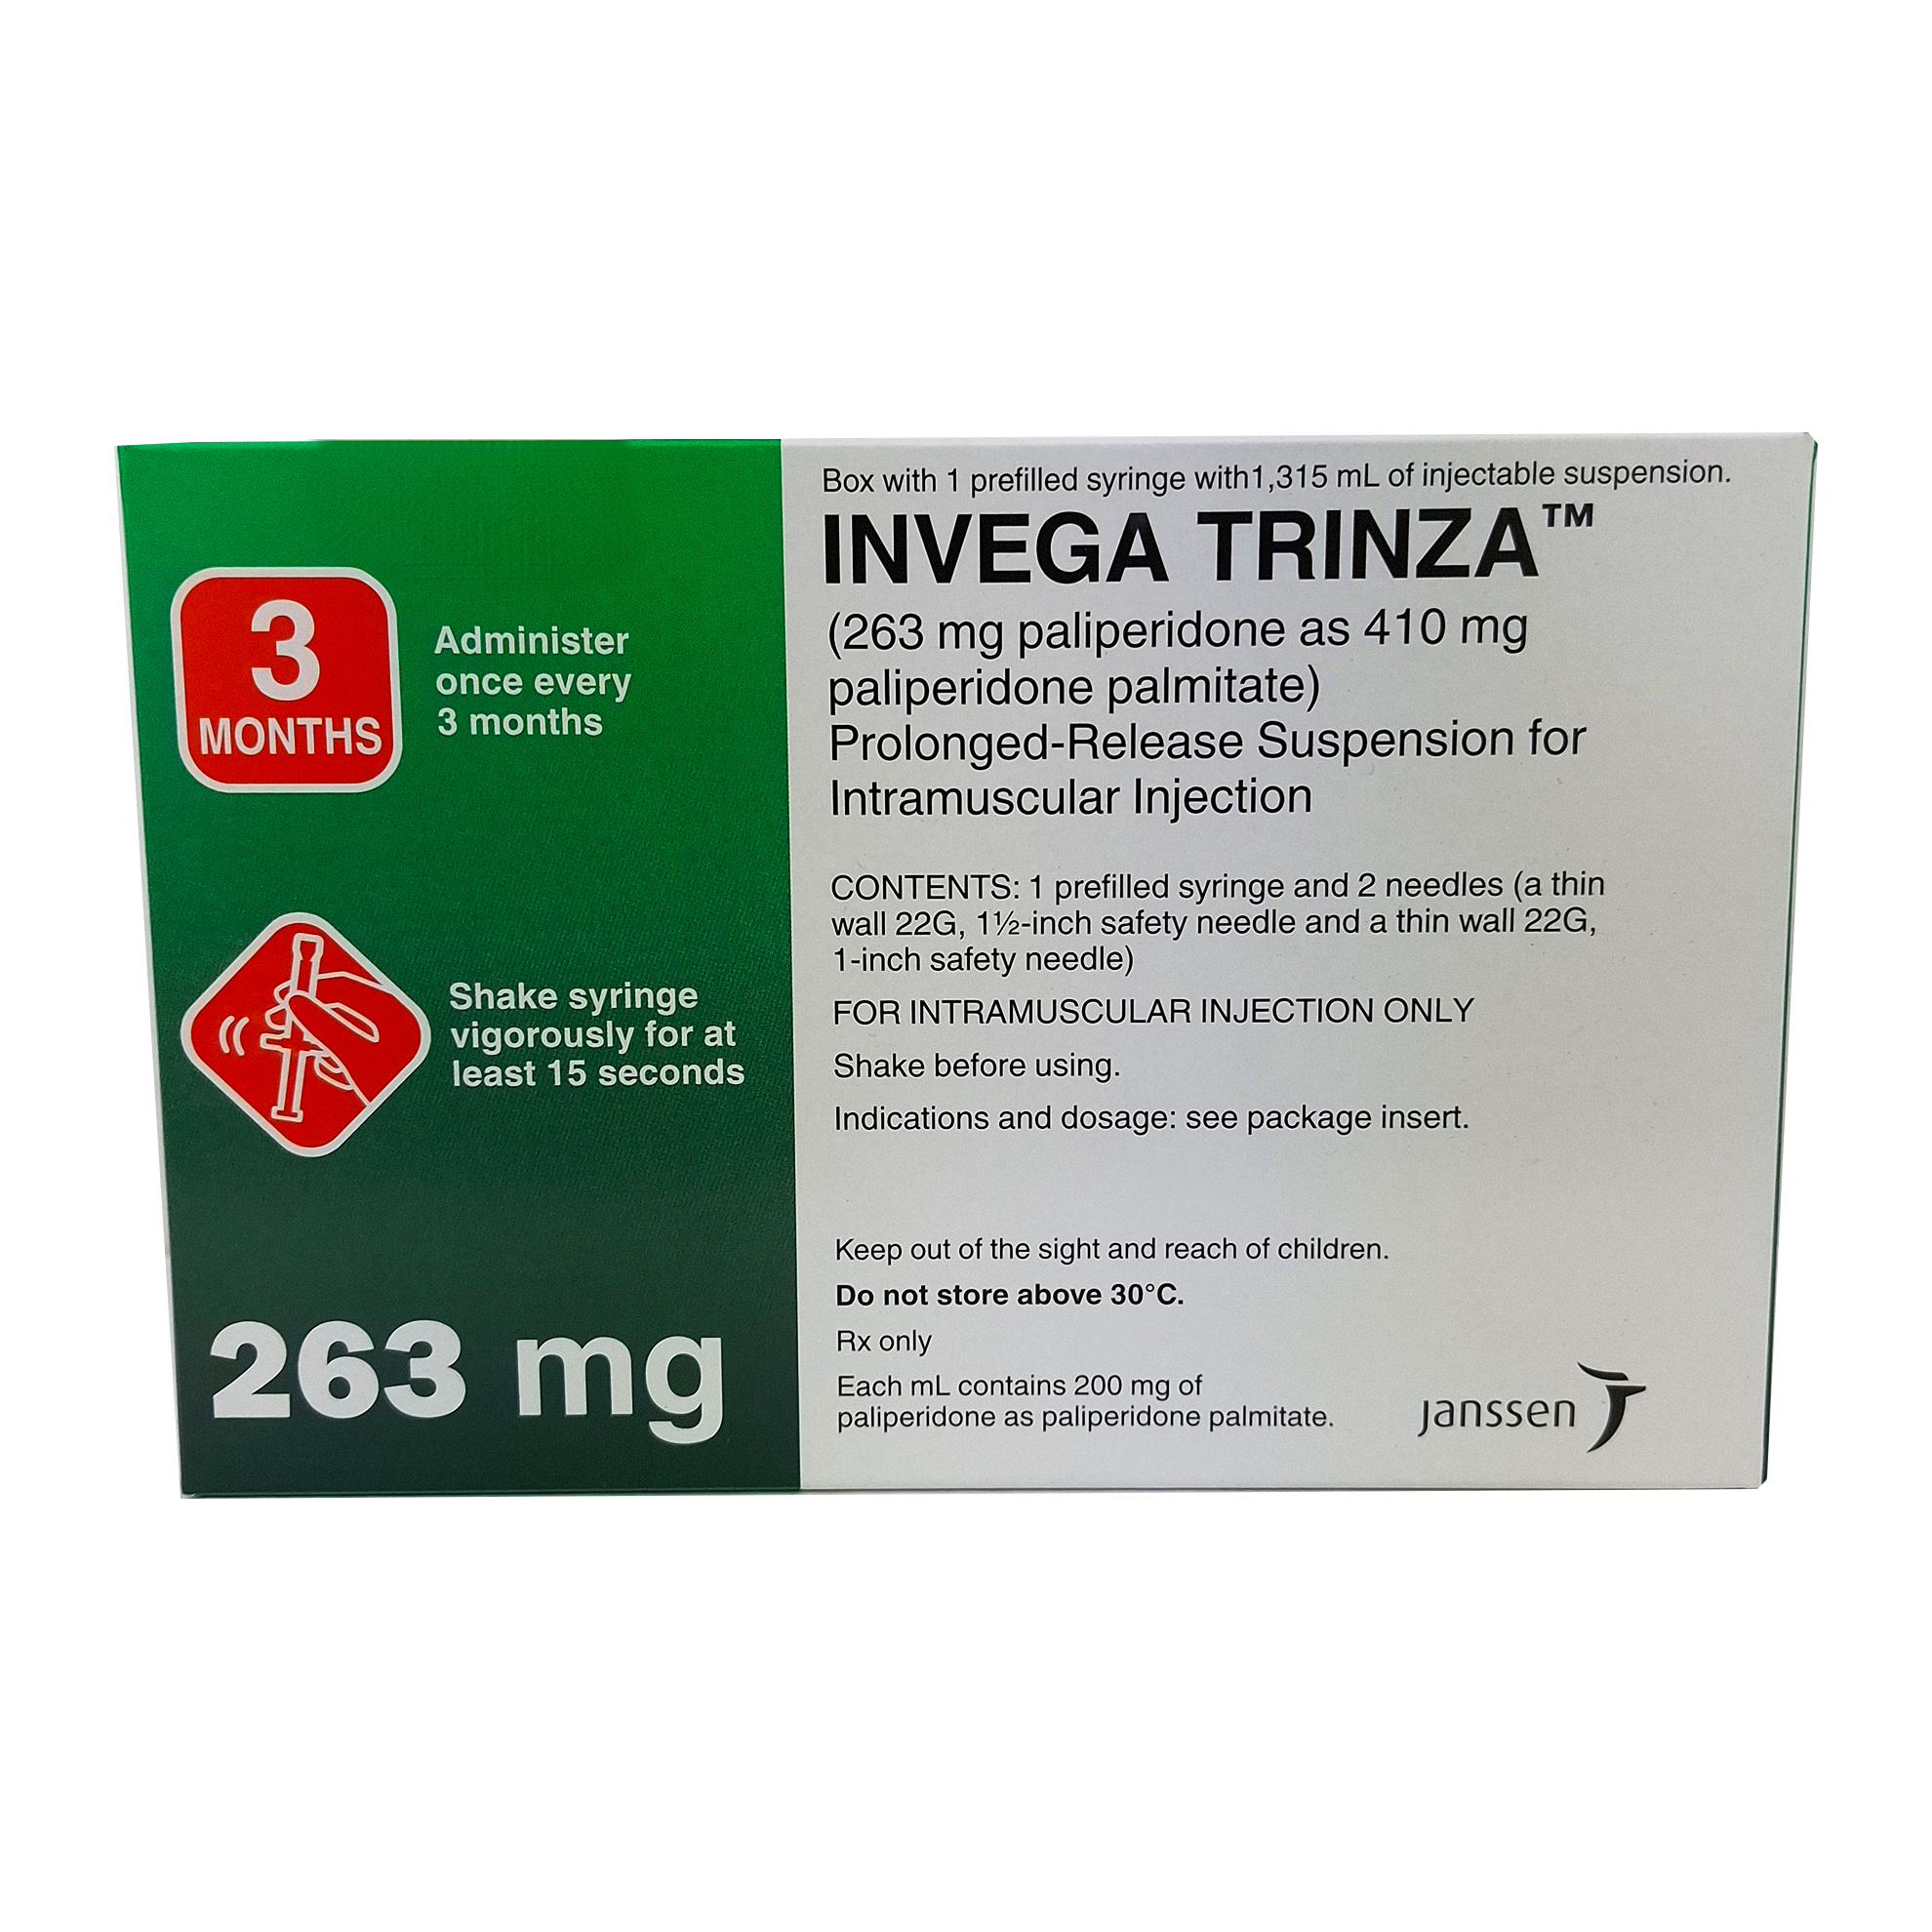 3
MONTHS
Administer
once every
3 months
Shake syringe
vigorously for at
least 15 seconds
263 mg
Box with 1 prefilled syringe with1,315 mL of injectable suspension.
INVEGA TRINZA™
(263 mg paliperidone as 410 mg
paliperidone palmitate)
Prolonged-Release Suspension for
Intramuscular Injection
CONTENTS: 1 prefilled syringe and 2 needles (a thin
wall 22G, 1½-inch safety needle and a thin wall 22G,
1-inch safety needle)
FOR INTRAMUSCULAR INJECTION ONLY
Shake before using.
Indications and dosage: see package insert.
Keep out of the sight and reach of children.
Do not store above 30°C.
Rx only
Each mL contains 200 mg of
paliperidone as paliperidone palmitate.
janssen